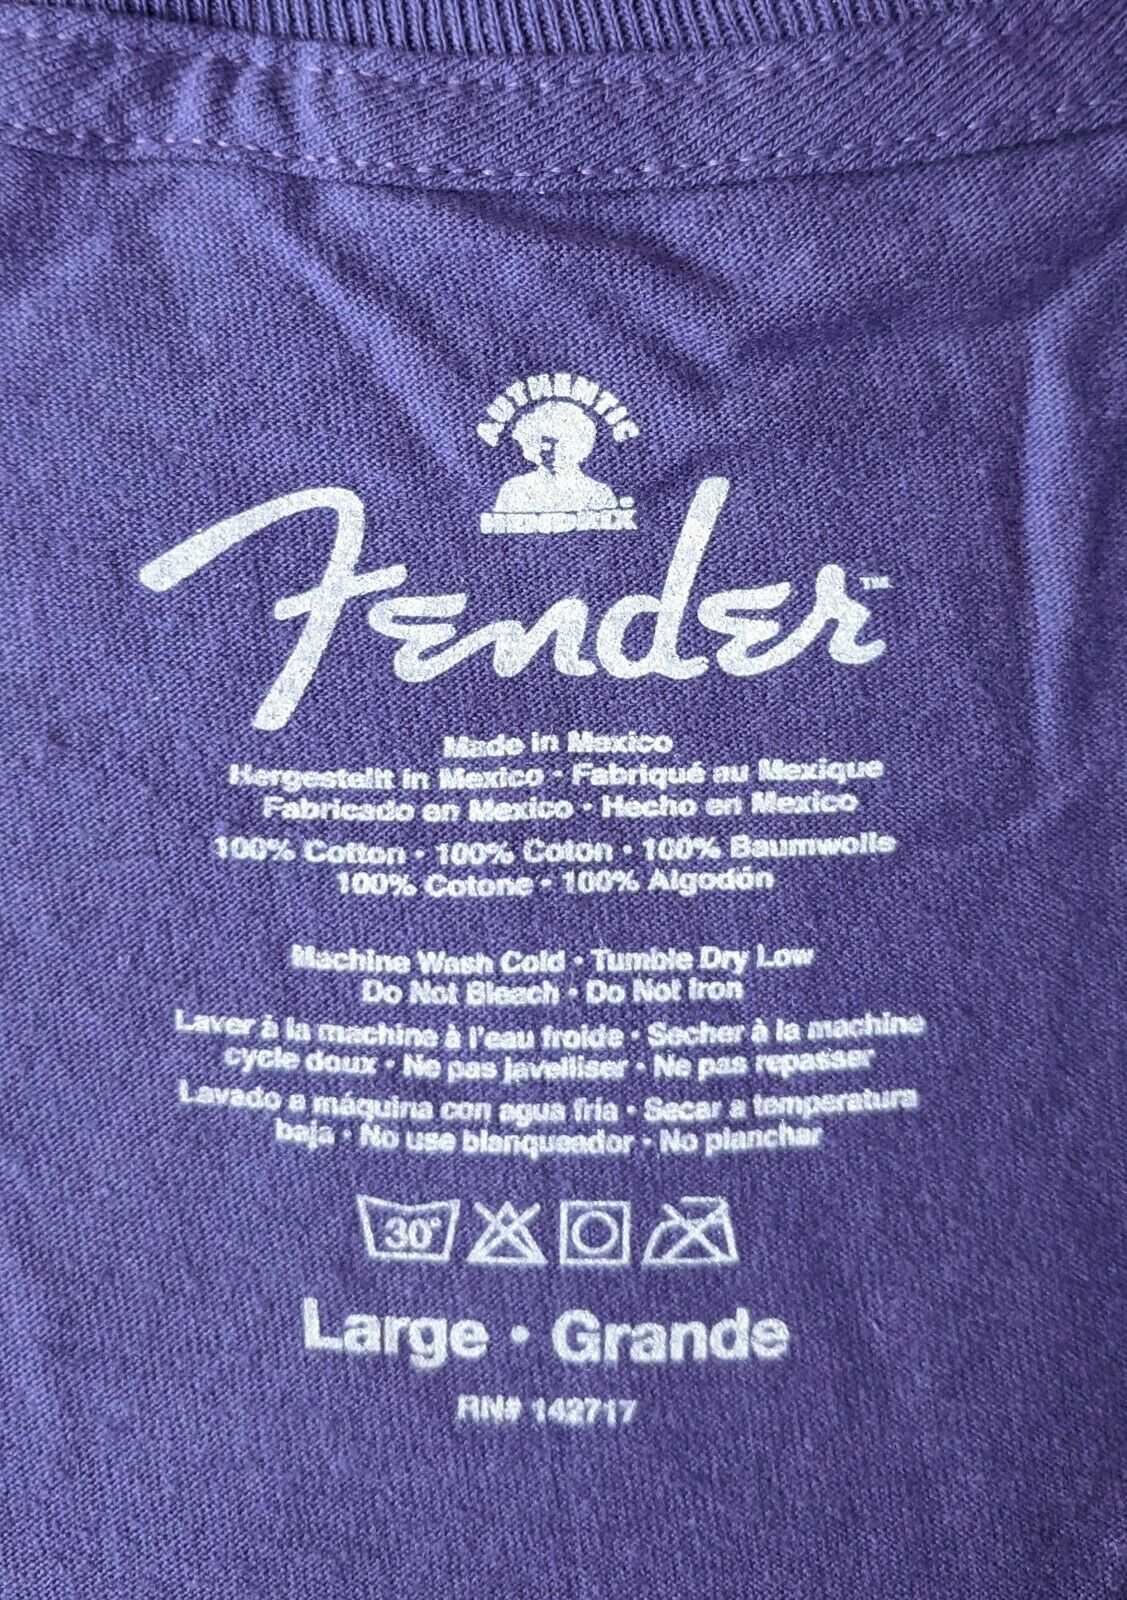 AUTHENTIC
HENDRIX
Fender™
Made in Mexico
Hergestellt in Mexico · Fabriqué au Mexique
Fabricado en Mexico · Hecho en Mexico
100% Cotton · 100% Coton · 100% Baumwolle
100% Cotone · 100% Algodón
Machine Wash Cold · Tumble Dry Low
Do Not Bleach · Do Not Iron
Laver à la machine à l'eau froide · Secher à la machine
cycle doux · Ne pas javelliser · Ne pas repasser
Lavado a máquina con agua fría · Secar a temperatura
baja · No use blanqueador · No planchar
30°
Large · Grande
RN# 142717